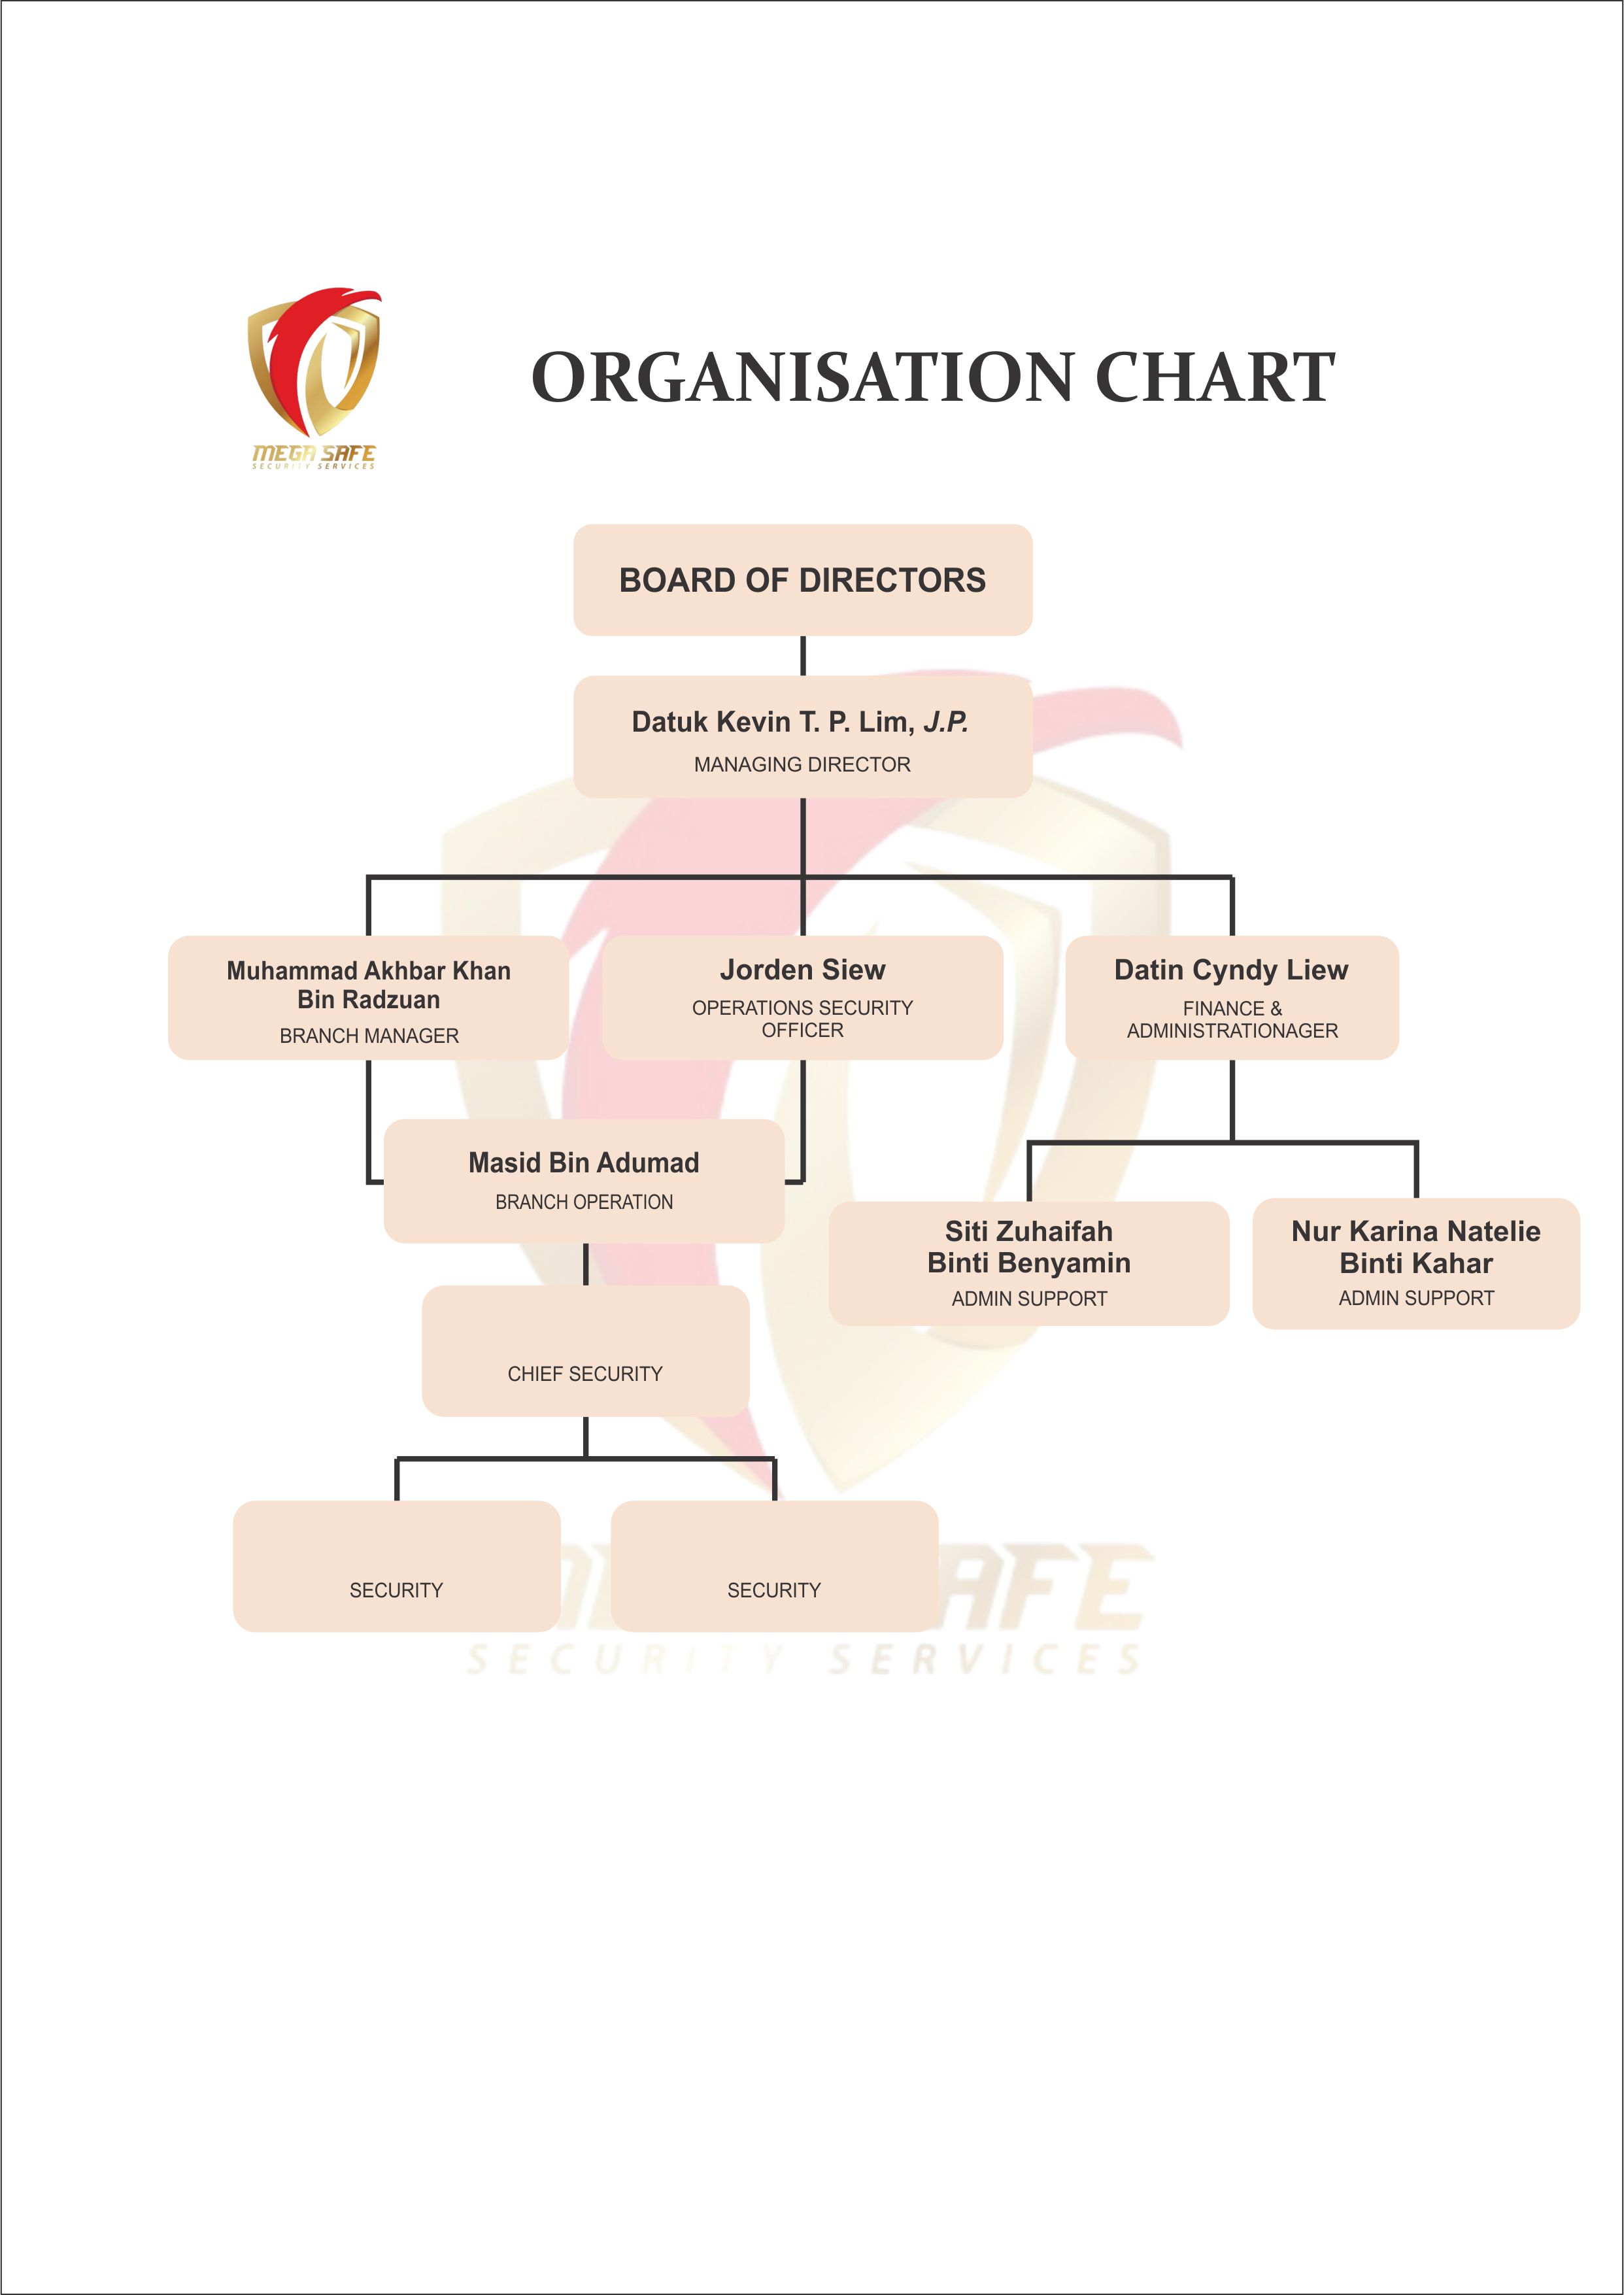 MEGA SAFE
SECURITY SERVICES
ORGANISATION CHART
BOARD OF DIRECTORS
Datuk Kevin T. P. Lim, J.P.
MANAGING DIRECTOR
Muhammad Akhbar Khan
Bin Radzuan
BRANCH MANAGER
Jorden Siew
OPERATIONS SECURITY
OFFICER
Datin Cyndy Liew
FINANCE &
ADMINISTRATIONAGER
Masid Bin Adumad
BRANCH OPERATION
Siti Zuhaifah
Binti Benyamin
ADMIN SUPPORT
Nur Karina Natelie
Binti Kahar
ADMIN SUPPORT
CHIEF SECURITY
SECURITY
SECURITY
AFE
SECURITY SERVICES